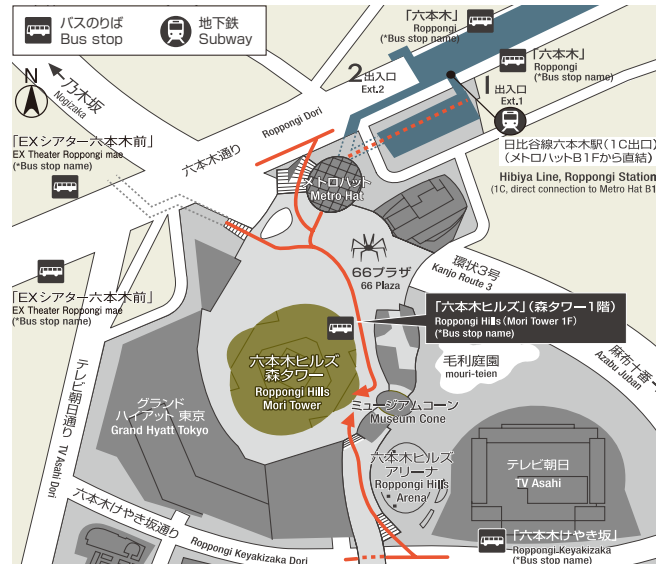 バスのりば
Bus stop
地下鉄
Subway
「六本木」
Roppongi
(*Bus stop name)
「六本木」
Roppongi
(*Bus stop name)
N
乃木坂
Nogizaka
2出入口
Ext.2
1
出入口
Ext.1
六本木通り
Roppongi Dori
日比谷線六本木駅(1C出口)
(メトロハットB1Fから直結)
Hibiya Line, Roppongi Station
(1C, direct connection to Metro Hat B1
「EXシアター六本木前」
EX Theater Roppongi mae
(*Bus stop name)
メトロハット
Metro Hat
66プラザ
66 Plaza
環状3号
Kanjo Route 3
「EXシアター六本木前」
EX Theater Roppongi mae
(*Bus stop name)
「六本木ヒルズ」(森タワー1階)
Roppongi Hills (Mori Tower 1F)
(*Bus stop name)
麻布十番
Azabu Juban
毛利庭園
mouri-teien
六本木ヒルズ
森タワー
Roppongi Hills
Mori Tower
テレビ朝日通り
TV Asahi Dori
グランド
ハイアット 東京
Grand Hyatt Tokyo
ミュージアムコーン
Museum Cone
六本木ヒルズ
アリーナ
Roppongi Hills
Arena
テレビ朝日
TV Asahi
六本木けやき坂通り
Roppongi Keyakizaka Dori
「六本木けやき坂」
Roppongi-Keyakizaka
(*Bus stop name)